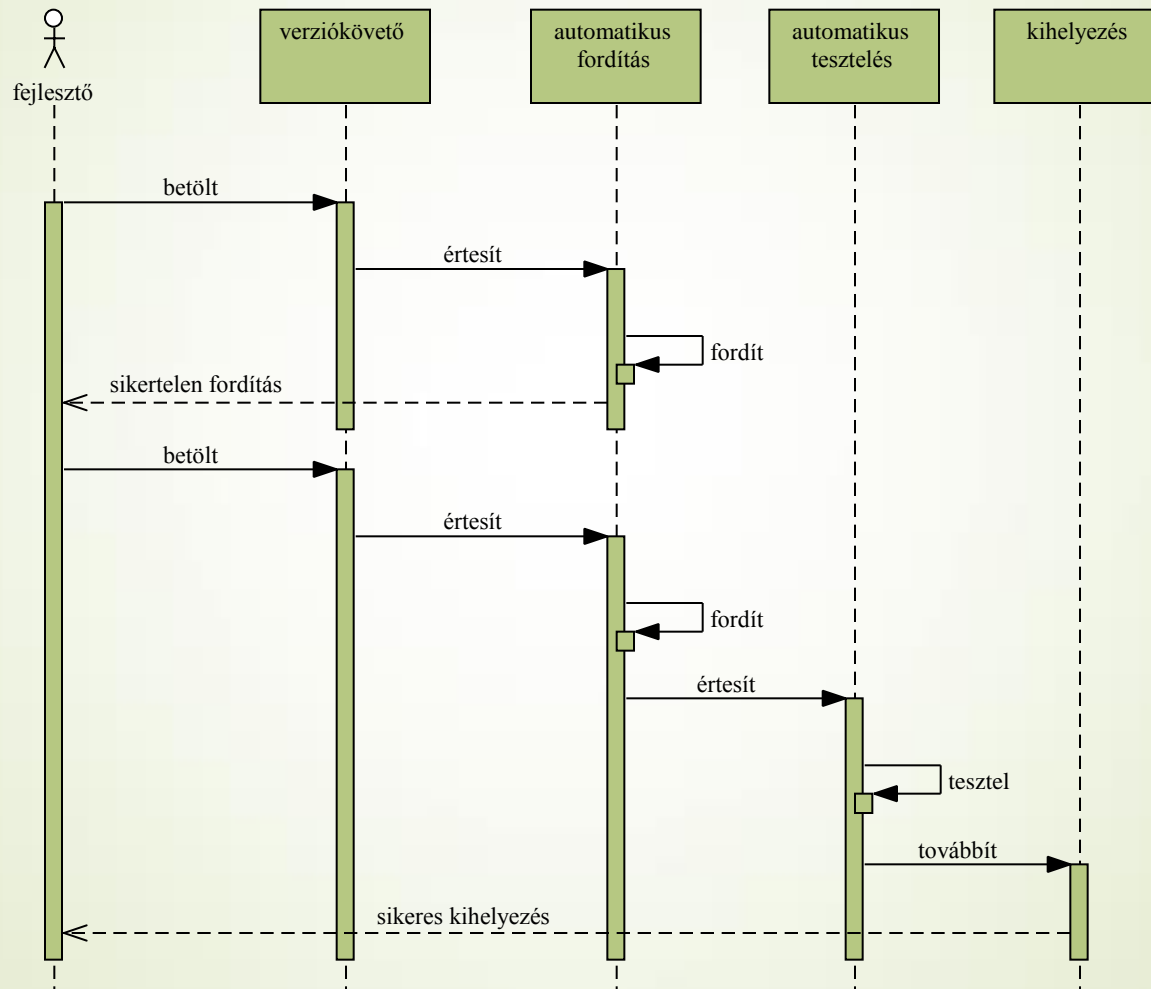 fejlesztő
verziókövető
automatikus
fordítás
automatikus
tesztelés
kihelyezés
betölt
értesít
fordít
sikertelen fordítás
betölt
értesít
fordít
értesít
tesztel
továbbít
sikeres kihelyezés